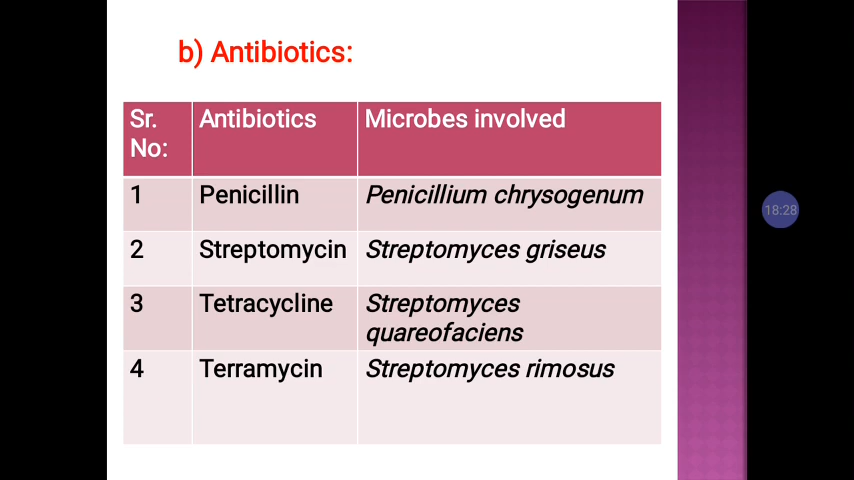 b) Antibiotics:
Sr. No: Antibiotics Microbes involved
1 Penicillin Penicillium chrysogenum
2 Streptomycin Streptomyces griseus
3 Tetracycline Streptomyces
quareofaciens
4 Terramycin Streptomyces rimosus
18:28